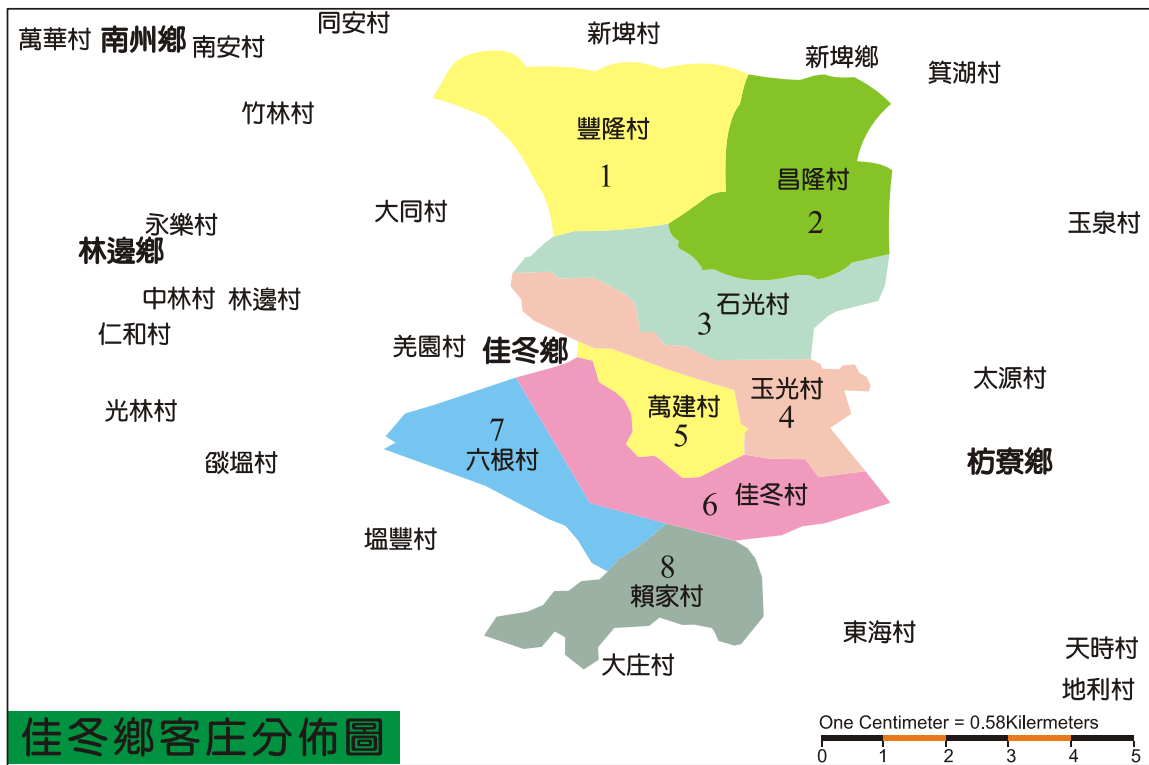 同安村
萬華村 南州鄉 南安村
新埤村
新埤鄉
箕湖村
竹林村
豐隆村
1
昌隆村
2
大同村
永樂村
玉泉村
林邊鄉
中林村 林邊村
石光村
3
仁和村
羌園村 佳冬鄉
太源村
玉光村
4
萬建村
5
光林村
7
六根村
燄塭村
枋寮鄉
6 佳冬村
塭豐村
8
賴家村
東海村
大庄村
天時村
地利村
佳冬鄉客庄分佈圖
One Centimeter = 0.58Kilermeters
0 1 2 3 4 5